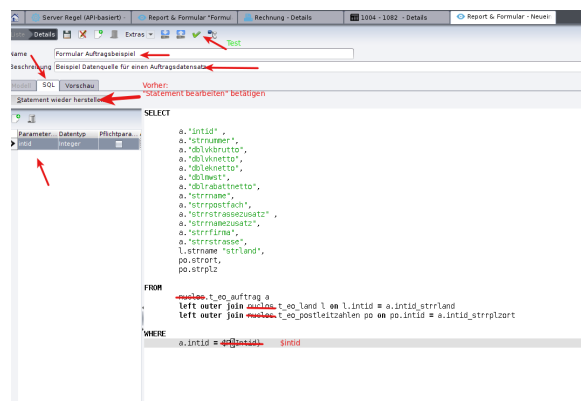 Server Regel (API-basiert) -
Report & Formular "Formul
Rechnung - Details
1004 - 1082 - Details
Report & Formular - Neuein
Liste Details Extras
Test
Name Formular Auftragsbeispiel
Beschreibung Beispiel Datenquelle für einen Auftragsdatensatz
Modell SQL Vorschau
Vorher:
"Statement bearbeiten" betätigen
Statement wieder herstellen
Parameter... Datentyp Pflichtpara...
intid integer
SELECT
a."intid" ,
a."strnummer",
a."dblvkbrutto",
a."dblvknetto",
a."dbleknetto",
a."dblmwst",
a."dblrabattnetto",
a."strrname",
a."strrpostfach",
a."strrstrassezusatz" ,
a."strrnamezusatz",
a."strrfirma",
a."strrstrasse",
l.strname "strland",
po.strort,
po.strplz
FROM
nuclos.t_eo_auftrag a
left outer join nuclos.t_eo_land l on l.intid = a.intid_strrland
left outer join nuclos.t_eo_postleitzahlen po on po.intid = a.intid_strrplzort
WHERE
a.intid = $P{Intid} $intid